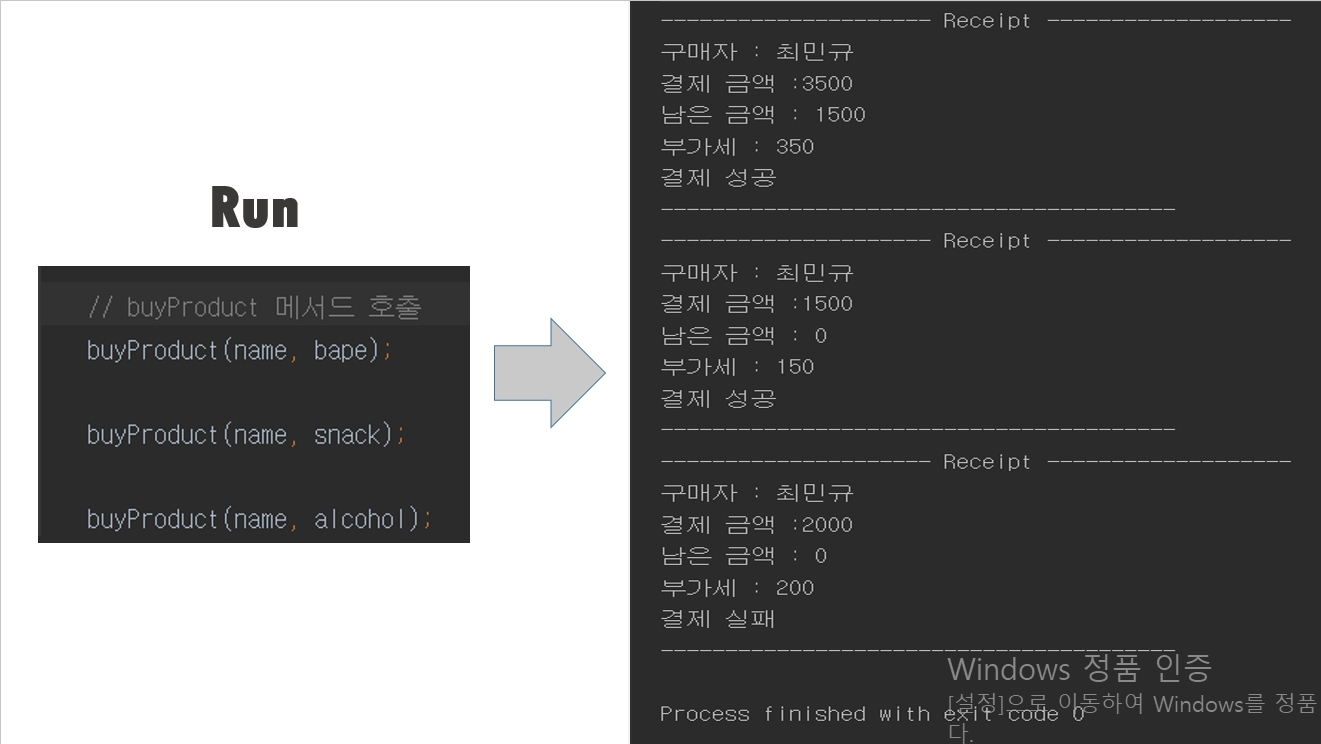 Run
// buyProduct 메서드 호출
buyProduct(name, bape);
buyProduct(name, snack);
buyProduct(name, alcohol);
--------------------- Receipt -------------------
구매자 : 최민규
결제 금액 :3500
남은 금액 : 1500
부가세 : 350
결제 성공
----------------------------------------
--------------------- Receipt -------------------
구매자 : 최민규
결제 금액 :1500
남은 금액 : 0
부가세 : 150
결제 성공
----------------------------------------
--------------------- Receipt -------------------
구매자 : 최민규
결제 금액 :2000
남은 금액 : 0
부가세 : 200
결제 실패
----------------------------------------
Process finished with exit code 0
Windows 정품 인증
[설정]으로 이동하여 Windows를 정품
다.